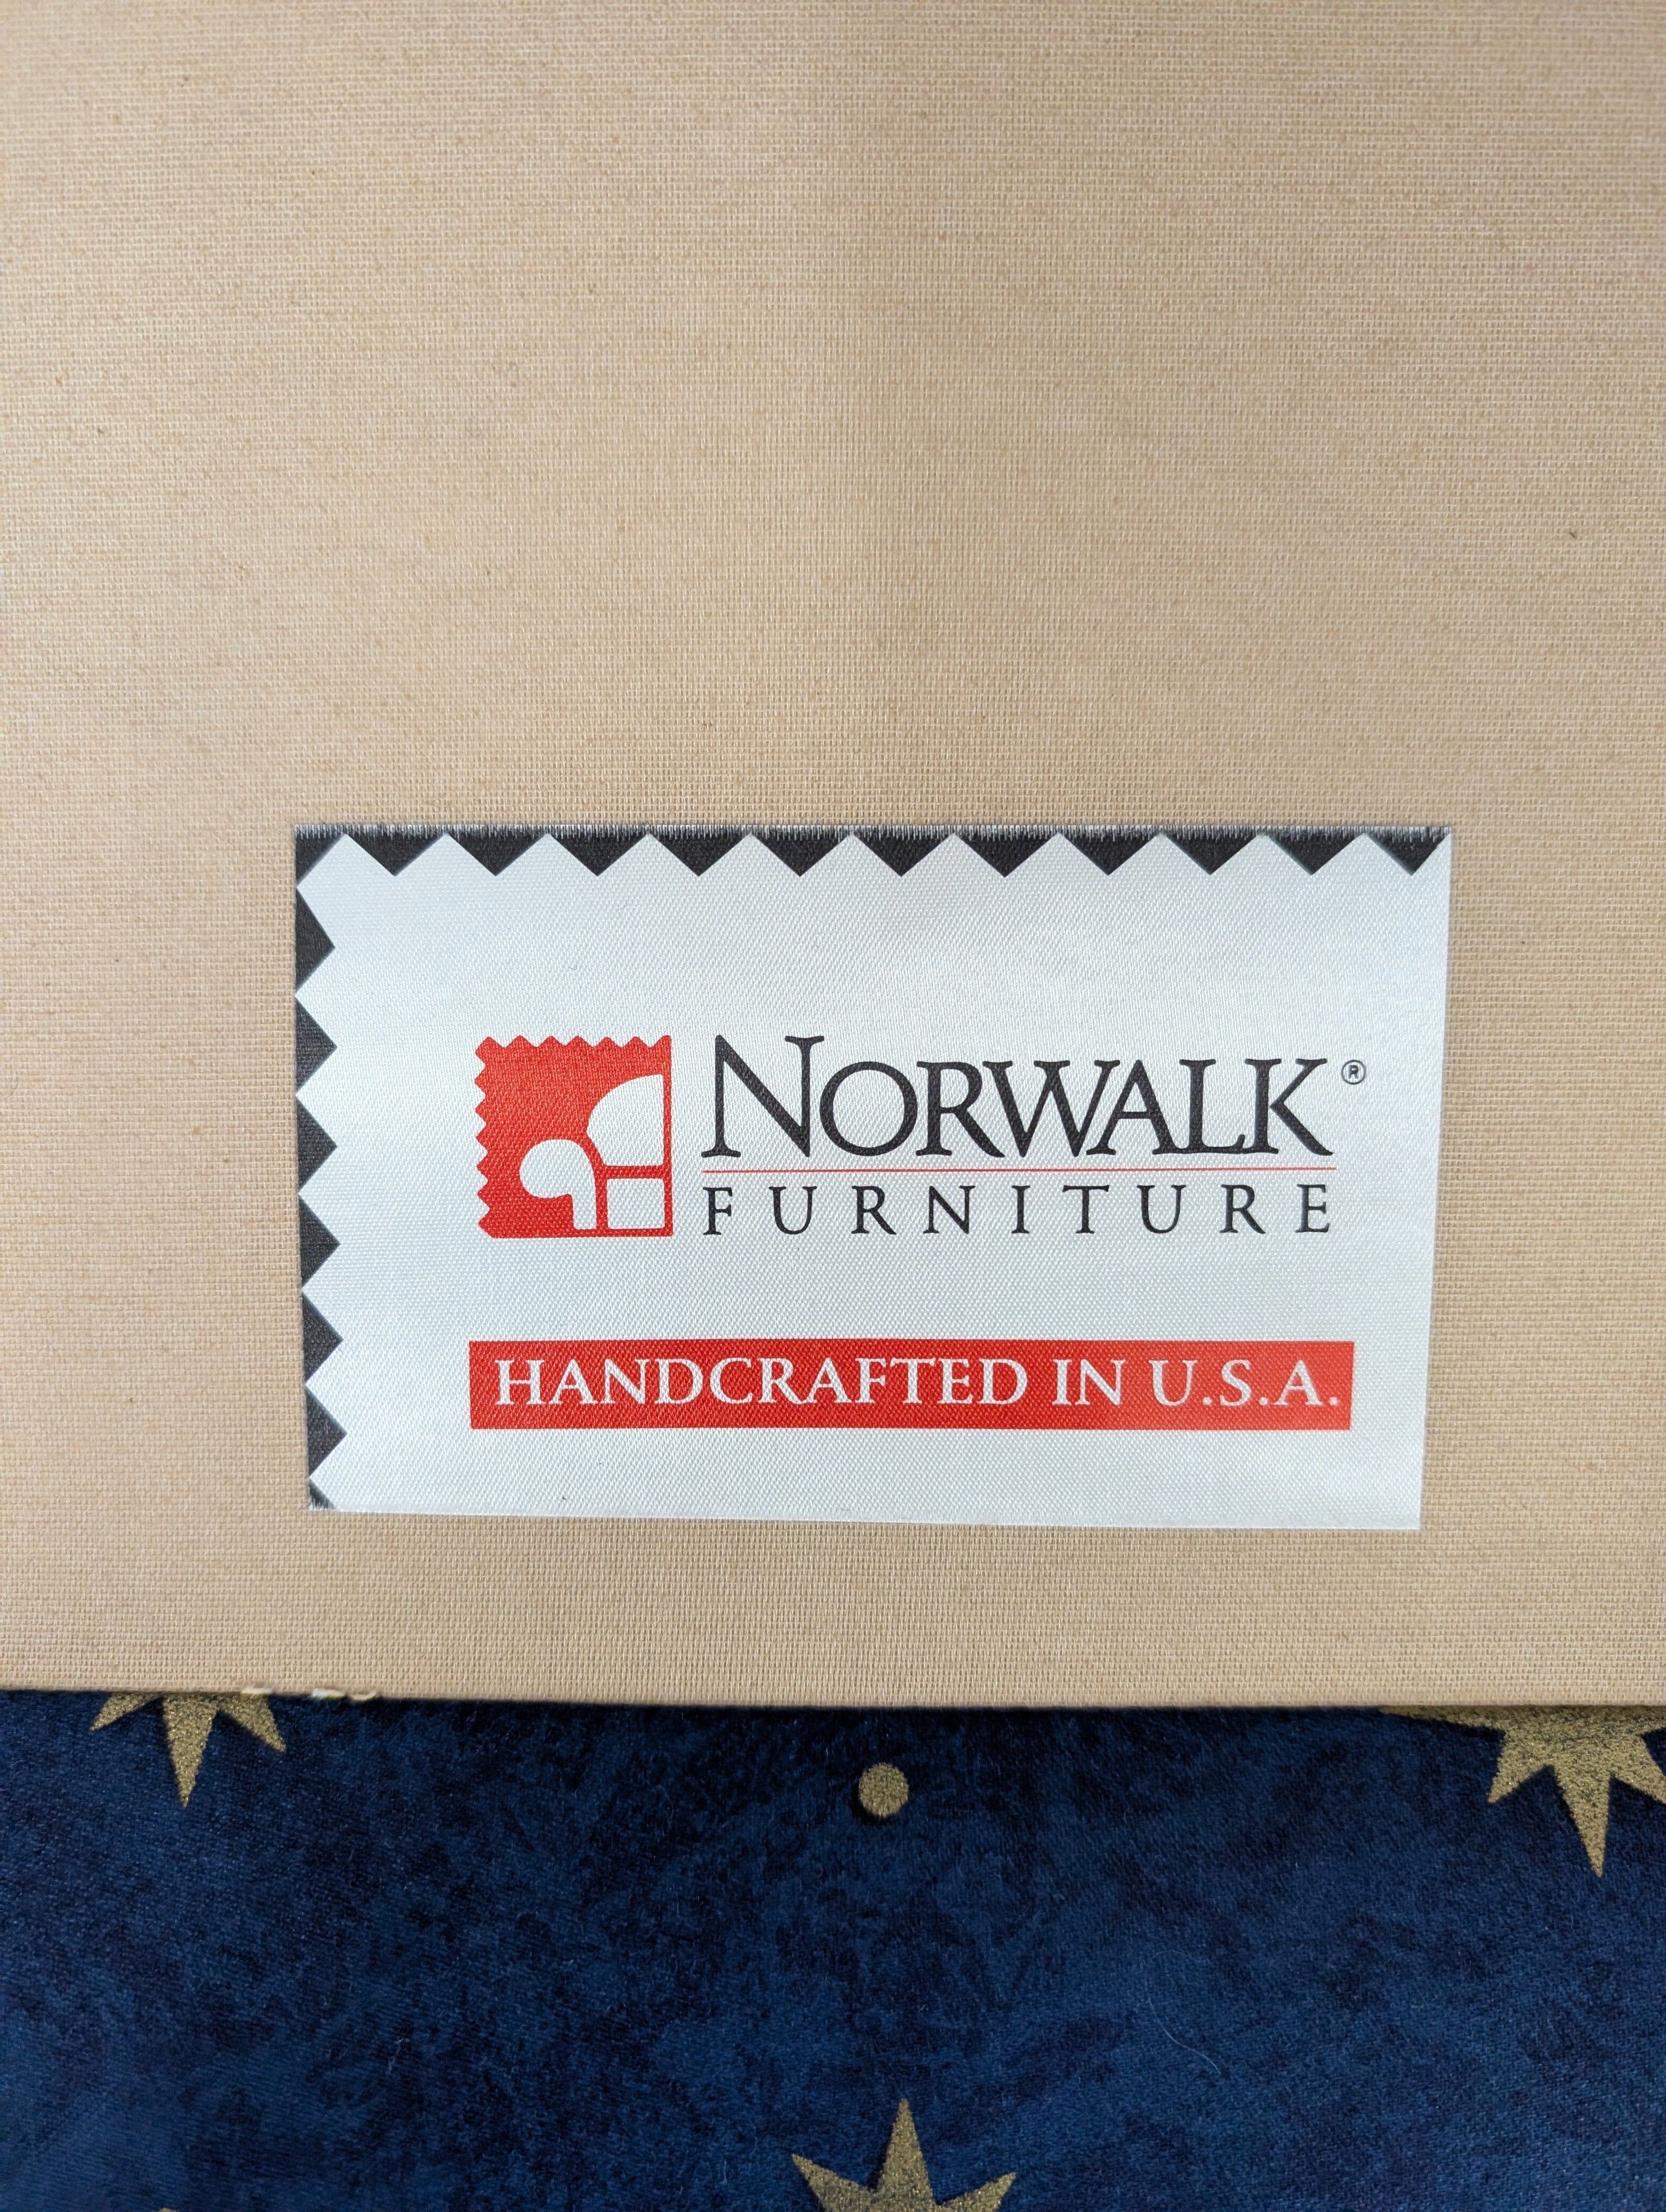 NORWALK®
FURNITURE
HANDCRAFTED IN U.S.A.